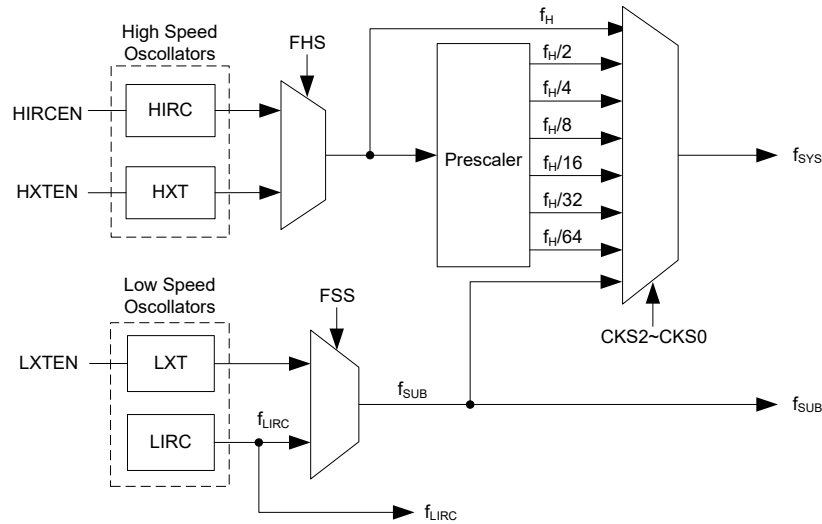 High Speed
Oscollators
HIRCEN
HIRC
HXTEN
HXT
FHS
fH
Prescaler
fH/2
fH/4
fH/8
fH/16
fH/32
fH/64
fSYS
CKS2~CKS0
Low Speed
Oscollators
LXTEN
LXT
LIRC
fLIRC
FSS
fSUB
fSUB
fLIRC